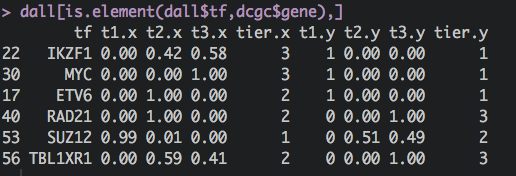 > dall[is.element(dall$tf,dcgc$gene),]
tf t1.x t2.x t3.x tier.x t1.y t2.y t3.y tier.y
22 IKZF1 0.00 0.42 0.58 3 1 0.00 0.00 1
30 MYC 0.00 0.00 1.00 3 1 0.00 0.00 1
17 ETV6 0.00 1.00 0.00 2 1 0.00 0.00 1
40 RAD21 0.00 1.00 0.00 2 0 0.00 1.00 3
53 SUZ12 0.99 0.01 0.00 1 0 0.51 0.49 2
56 TBL1XR1 0.00 0.59 0.41 2 0 0.00 1.00 3